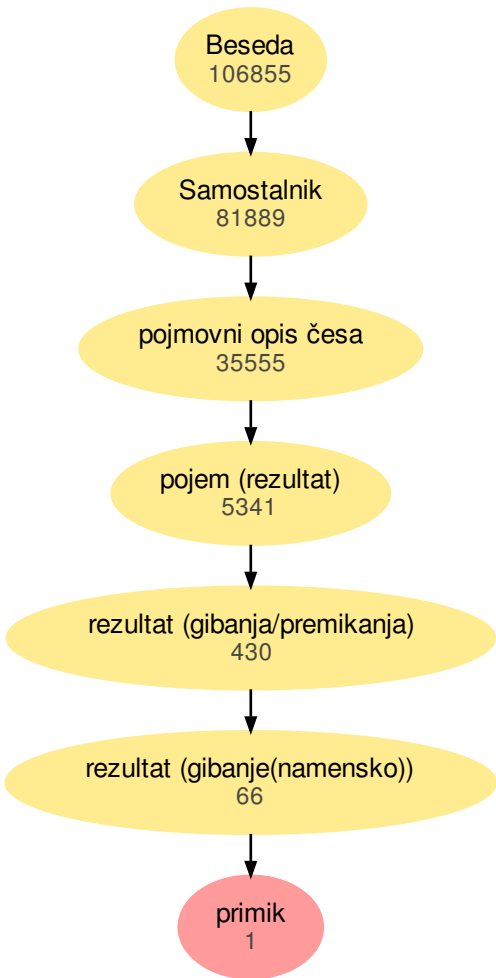 Beseda
106855
Samostalnik
81889
pojmovni opis česa
35555
pojem (rezultat)
5341
rezultat (gibanja/premikanja)
430
rezultat (gibanje(namensko))
66
primik
1